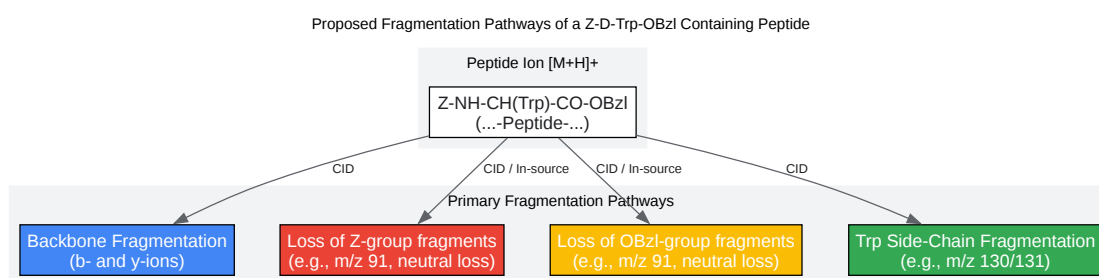 Proposed Fragmentation Pathways of a Z-D-Trp-OBzl Containing Peptide
Peptide Ion [M+H]+
Z-NH-CH(Trp)-CO-OBzl
(...-Peptide-...)
CID
CID / In-source
CID / In-source
CID
Primary Fragmentation Pathways
Backbone Fragmentation
(b- and y-ions)
Loss of Z-group fragments
(e.g., m/z 91, neutral loss)
Loss of OBzl-group fragments
(e.g., m/z 91, neutral loss)
Trp Side-Chain Fragmentation
(e.g., m/z 130/131)